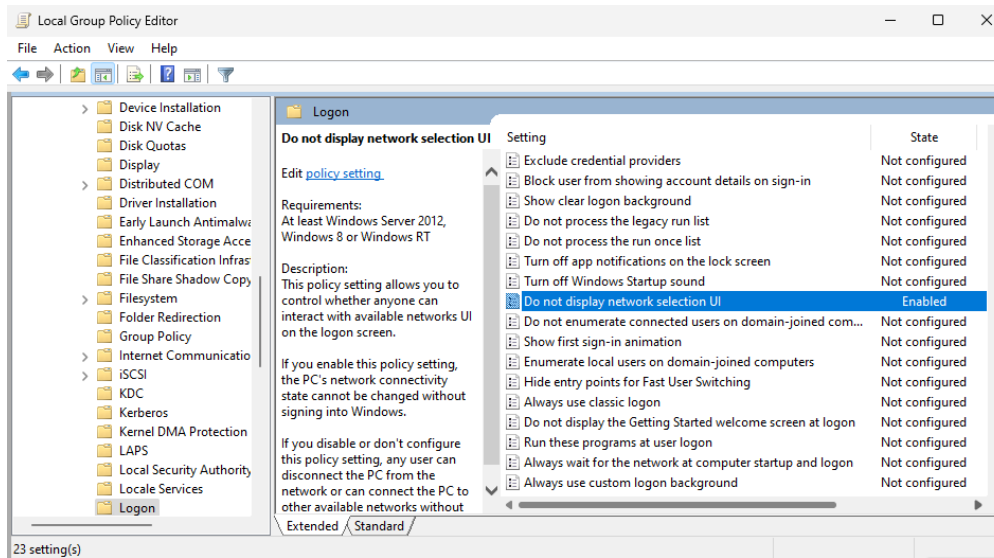 Local Group Policy Editor
File Action View Help
Device Installation
Disk NV Cache
Disk Quotas
Display
Distributed COM
Driver Installation
Early Launch Antimalwa
Enhanced Storage Acce
File Classification Infras
File Share Shadow Copy
Filesystem
Folder Redirection
Group Policy
Internet Communicatio
iSCSI
KDC
Kerberos
Kernel DMA Protection
LAPS
Local Security Authority
Locale Services
Logon
Logon
Do not display network selection UI
Edit policy setting
Requirements:
At least Windows Server 2012,
Windows 8 or Windows RT
Description:
This policy setting allows you to
control whether anyone can
interact with available networks UI
on the logon screen.
If you enable this policy setting,
the PC's network connectivity
state cannot be changed without
signing into Windows.
If you disable or don't configure
this policy setting, any user can
disconnect the PC from the
network or can connect the PC to
other available networks without
Setting State
Exclude credential providers Not configured
Block user from showing account details on sign-in Not configured
Show clear logon background Not configured
Do not process the legacy run list Not configured
Do not process the run once list Not configured
Turn off app notifications on the lock screen Not configured
Turn off Windows Startup sound Not configured
Do not display network selection UI Enabled
Do not enumerate connected users on domain-joined com... Not configured
Show first sign-in animation Not configured
Enumerate local users on domain-joined computers Not configured
Hide entry points for Fast User Switching Not configured
Always use classic logon Not configured
Do not display the Getting Started welcome screen at logon Not configured
Run these programs at user logon Not configured
Always wait for the network at computer startup and logon Not configured
Always use custom logon background Not configured
Extended Standard
23 setting(s)